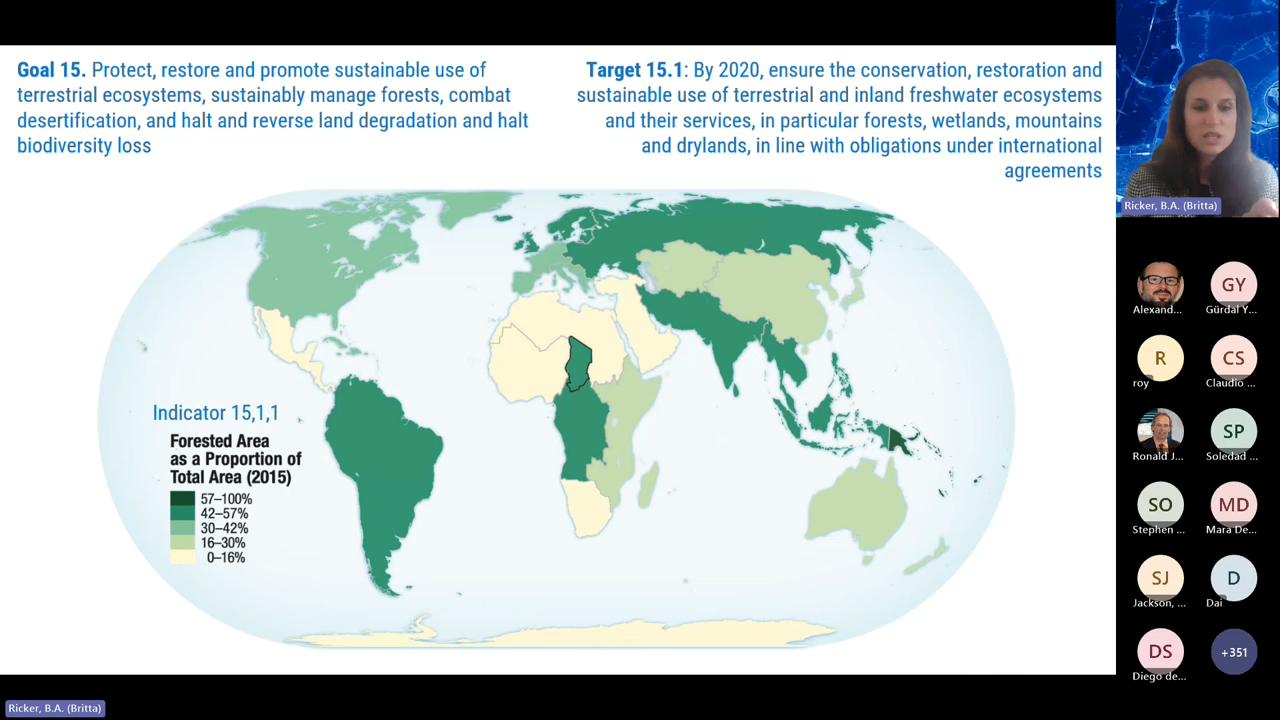 Goal 15. Protect, restore and promote sustainable use of
terrestrial ecosystems, sustainably manage forests, combat
desertification, and halt and reverse land degradation and halt
biodiversity loss
Target 15.1: By 2020, ensure the conservation, restoration and
sustainable use of terrestrial and inland freshwater ecosystems
and their services, in particular forests, wetlands, mountains
and drylands, in line with obligations under international
agreements
Indicator 15,1,1
Forested Area
as a Proportion of
Total Area (2015)
57–100%
42–57%
30–42%
16–30%
0–16%
Ricker, B.A. (Britta)
Alexand...
GY
Gürdal Y...
R
roy
CS
Claudio ...
Ronald J...
SP
Soledad ...
SO
Stephen ...
MD
Mara De...
SJ
Jackson, ...
D
Dai
DS
Diego de...
+351
Ricker, B.A. (Britta)